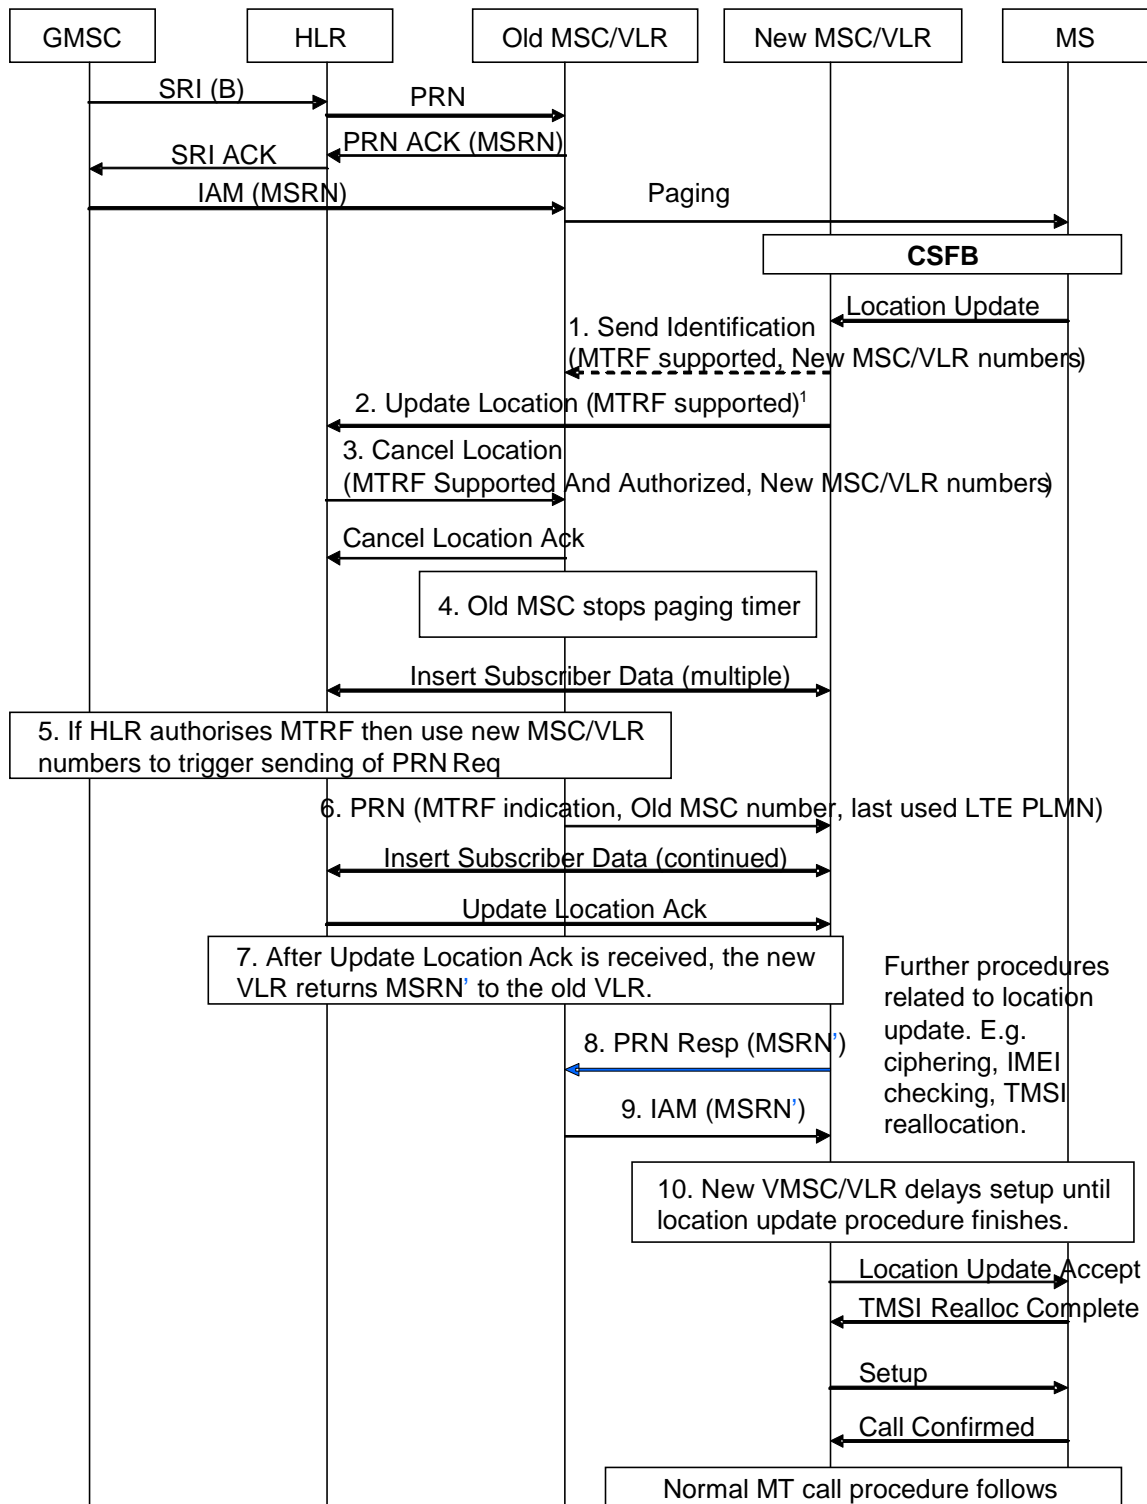 GMSC
HLR
Old MSC/VLR
New MSC/VLR
MS
SRI (B)
PRN
PRN ACK (MSRN)
SRI ACK
IAM (MSRN)
Paging
CSFB
Location Update
1. Send Identification
(MTRF supported, New MSC/VLR numbers)
2. Update Location (MTRF supported)¹
3. Cancel Location
(MTRF Supported And Authorized, New MSC/VLR numbers)
Cancel Location Ack
4. Old MSC stops paging timer
Insert Subscriber Data (multiple)
5. If HLR authorises MTRF then use new MSC/VLR
numbers to trigger sending of PRN Req
6. PRN (MTRF indication, Old MSC number, last used LTE PLMN)
Insert Subscriber Data (continued)
Update Location Ack
7. After Update Location Ack is received, the new
VLR returns MSRN’ to the old VLR.
Further procedures
related to location
update. E.g.
ciphering, IMEI
checking, TMSI
reallocation.
8. PRN Resp (MSRN’)
9. IAM (MSRN’)
10. New VMSC/VLR delays setup until
location update procedure finishes.
Location Update Accept
TMSI Realloc Complete
Setup
Call Confirmed
Normal MT call procedure follows